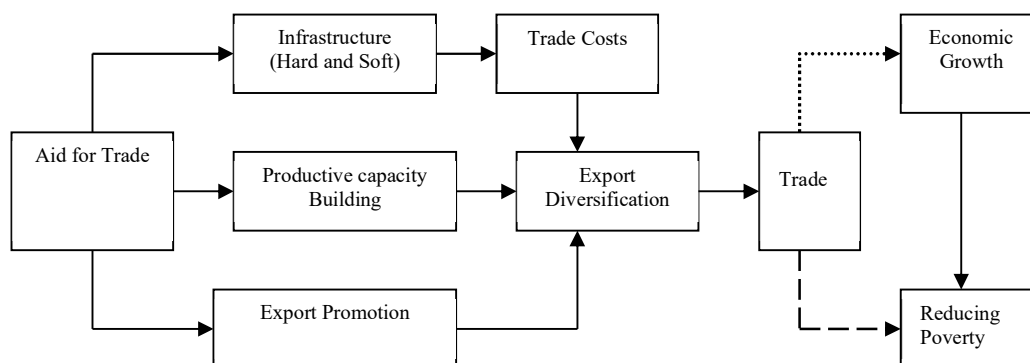 Infrastructure
(Hard and Soft)
Trade Costs
Economic
Growth
Aid for Trade
Productive capacity
Building
Export
Diversification
Trade
Export Promotion
Reducing
Poverty